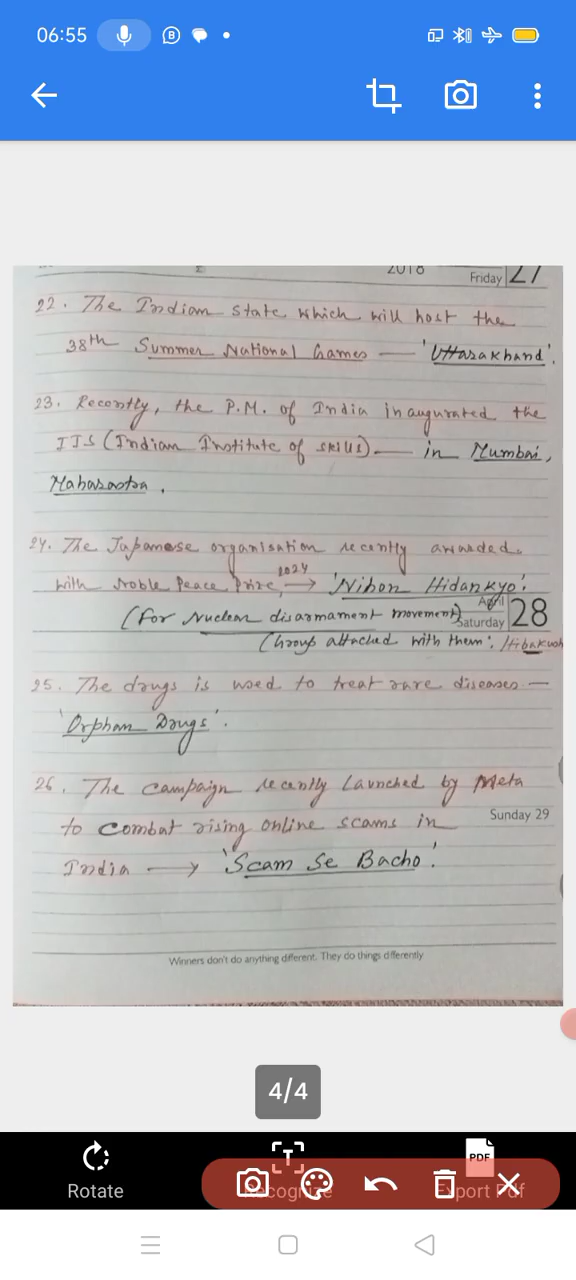 06:55
2018
Friday 27
22. The Indian state which will host the
38th Summer National Games — 'Uttarakhand'.
23. Recently, the P.M. of India inaugurated the
IIS (Indian Institute of skills) — in Mumbai,
Maharastra.
24. The Japanese organisation recently awarded
with Noble Peace Prize, 2024 → 'Nihon Hidankyo'.
April
(for Nuclear disarmament movement) Saturday 28
(Group attached with them: Hibakush
25. The drugs is used to treat rare diseases —
'Orphan Drugs'.
26. The campaign recently Launched by Meta
to combat rising online scams in Sunday 29
India → 'Scam Se Bacho'.
Winners don't do anything different. They do things differently
4/4
PDF
Rotate Recognize Export Pdf